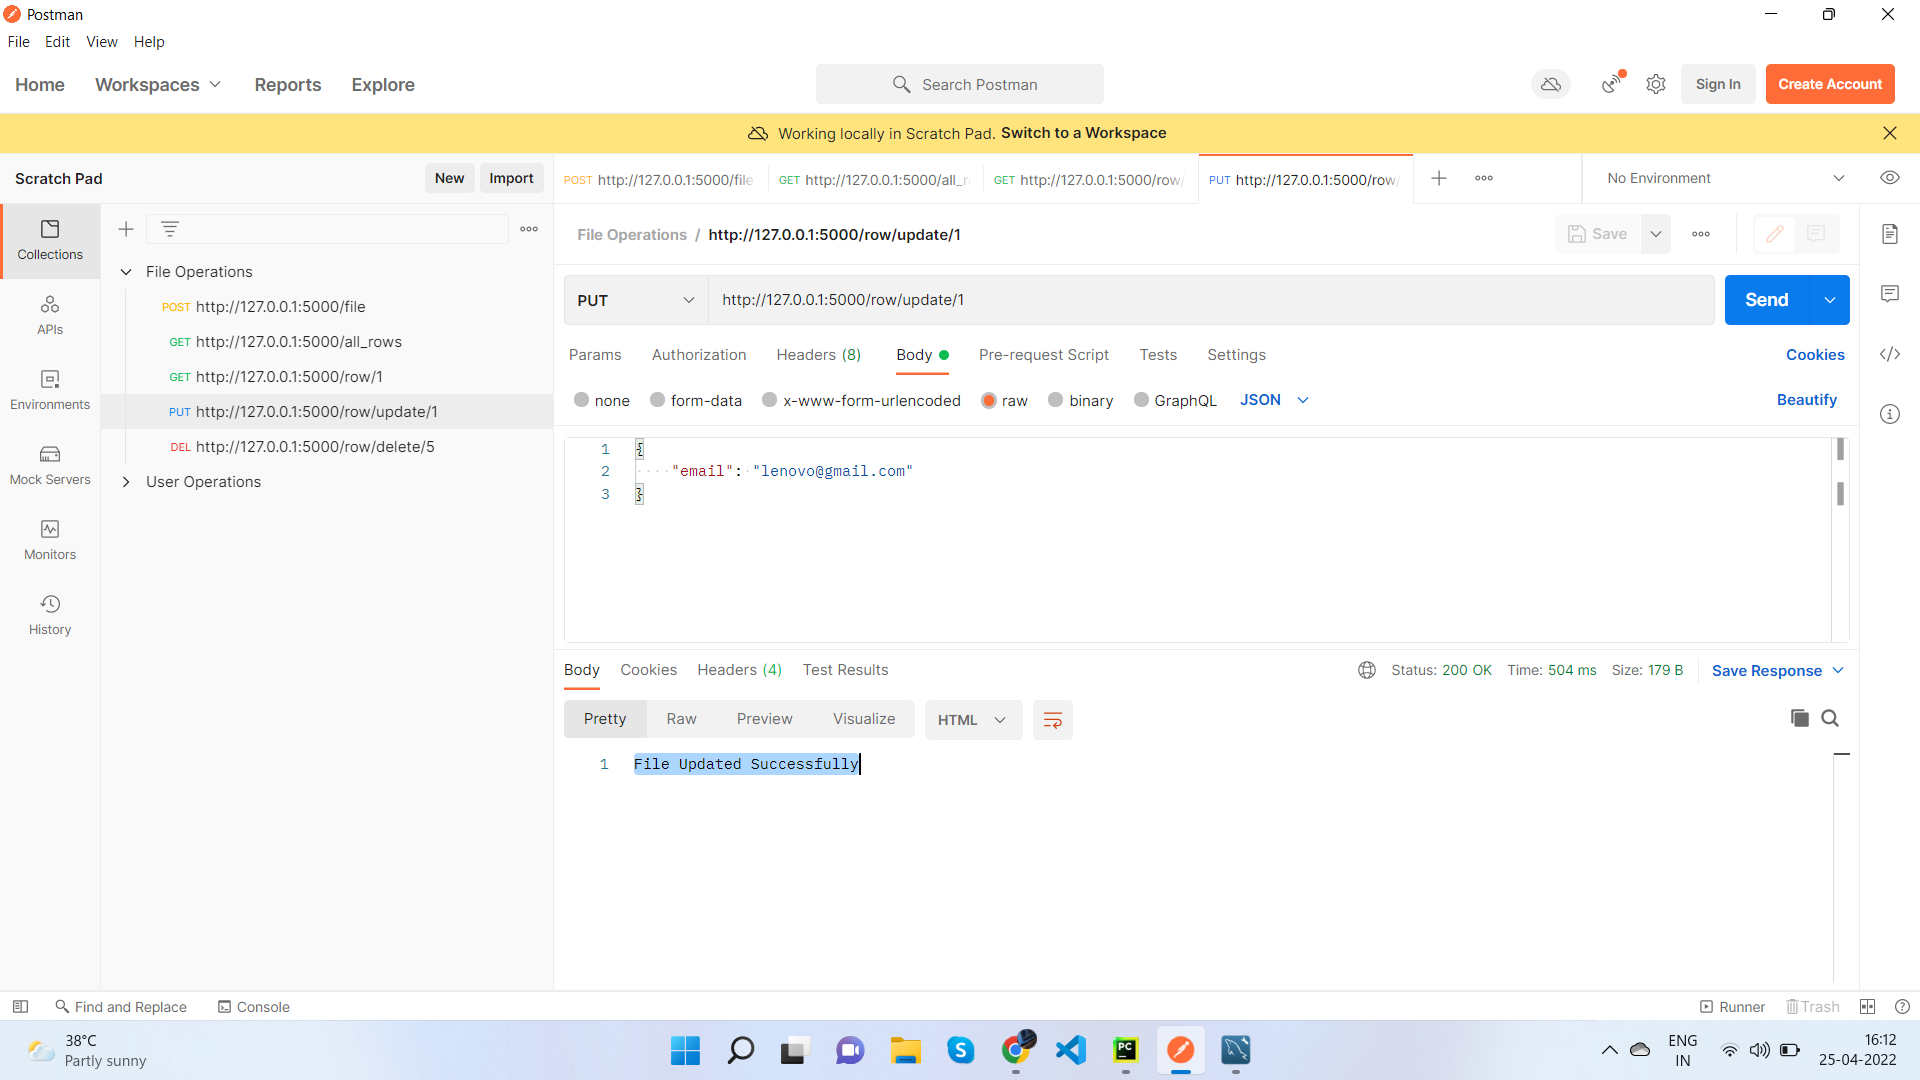 Postman
File Edit View Help
Home Workspaces Reports Explore
Search Postman
Sign In
Create Account
Working locally in Scratch Pad. Switch to a Workspace
Scratch Pad
New
Import
POST http://127.0.0.1:5000/file
GET http://127.0.0.1:5000/all_r
GET http://127.0.0.1:5000/row/
PUT http://127.0.0.1:5000/row/
No Environment
Collections
APIs
Environments
Mock Servers
Monitors
History
File Operations
POST http://127.0.0.1:5000/file
GET http://127.0.0.1:5000/all_rows
GET http://127.0.0.1:5000/row/1
PUT http://127.0.0.1:5000/row/update/1
DEL http://127.0.0.1:5000/row/delete/5
User Operations
File Operations / http://127.0.0.1:5000/row/update/1
Save
PUT
http://127.0.0.1:5000/row/update/1
Send
Params Authorization Headers (8) Body Pre-request Script Tests Settings
Cookies
none form-data x-www-form-urlencoded raw binary GraphQL JSON
Beautify
1 {
2 "email": "lenovo@gmail.com"
3 }
Body Cookies Headers (4) Test Results
Status: 200 OK Time: 504 ms Size: 179 B
Save Response
Pretty Raw Preview Visualize HTML
1 File Updated Successfully
Find and Replace Console
Runner Trash
38°C
Partly sunny
PC
ENG
IN
16:12
25-04-2022